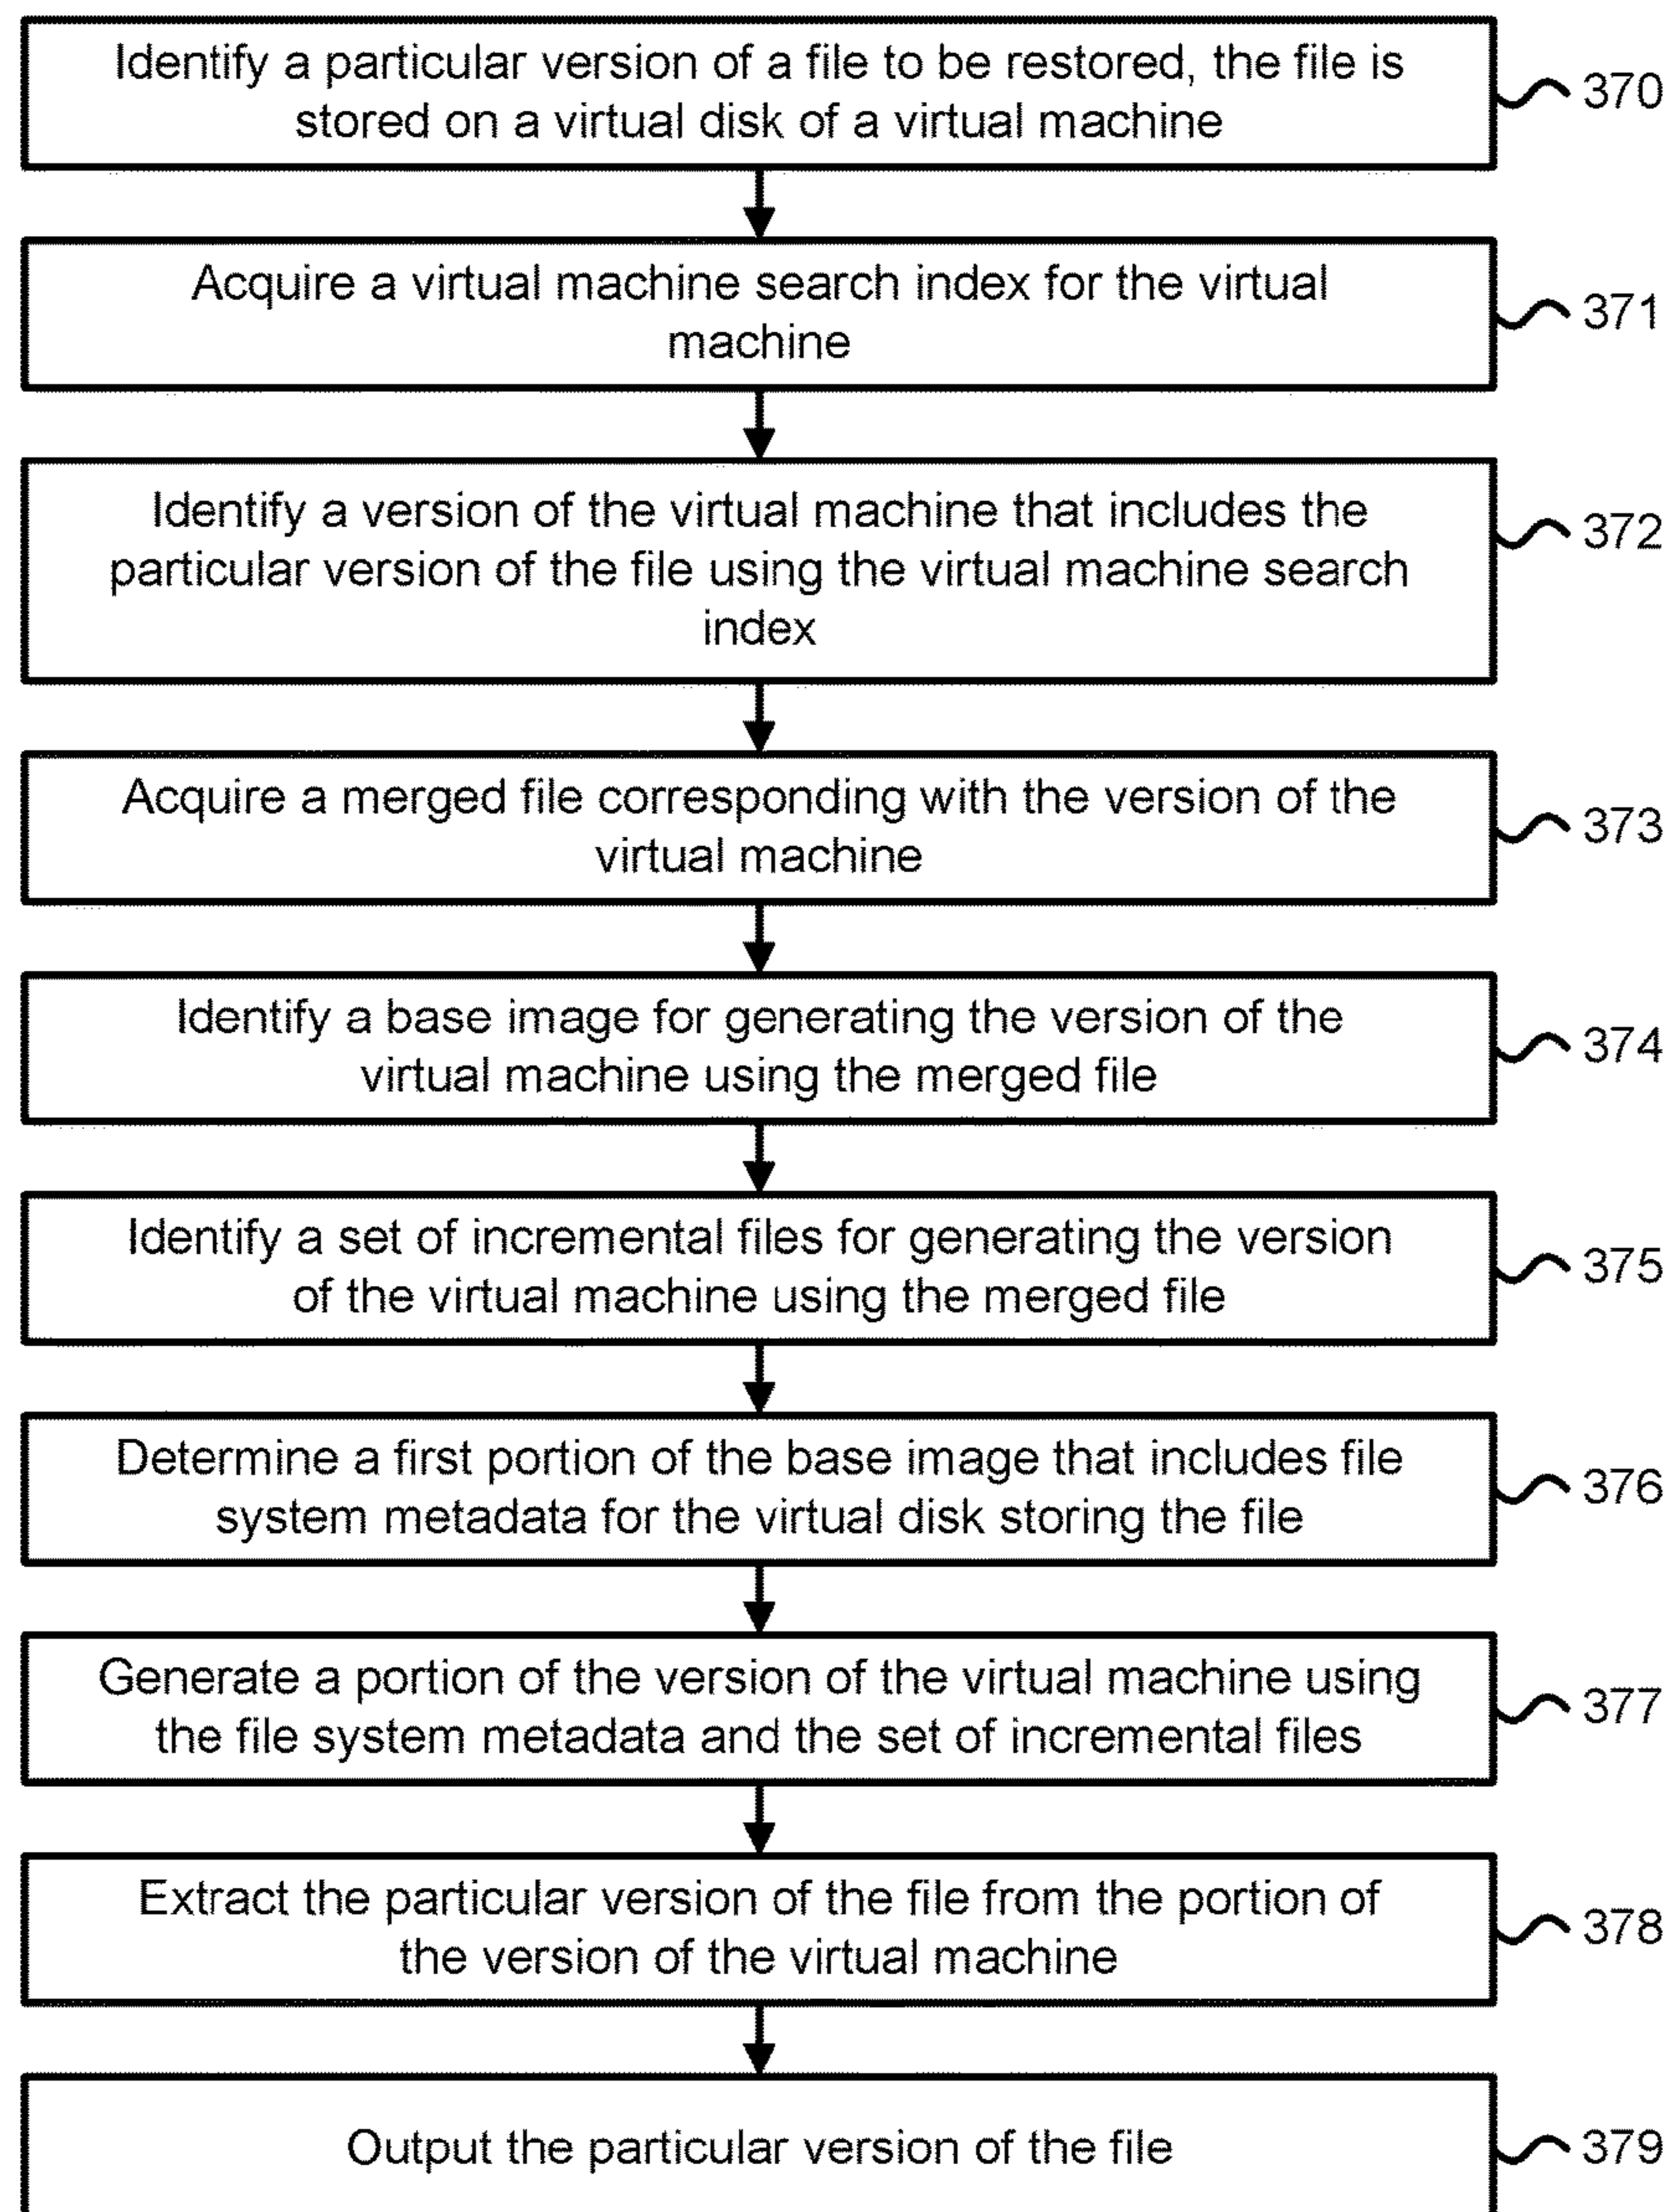 Identify a particular version of a file to be restored, the file is
stored on a virtual disk of a virtual machine
370
Acquire a virtual machine search index for the virtual
machine
371
Identify a version of the virtual machine that includes the
particular version of the file using the virtual machine search
index
372
Acquire a merged file corresponding with the version of the
virtual machine
373
Identify a base image for generating the version of the
virtual machine using the merged file
374
Identify a set of incremental files for generating the version
of the virtual machine using the merged file
375
Determine a first portion of the base image that includes file
system metadata for the virtual disk storing the file
376
Generate a portion of the version of the virtual machine using
the file system metadata and the set of incremental files
377
Extract the particular version of the file from the portion of
the version of the virtual machine
378
Output the particular version of the file
379